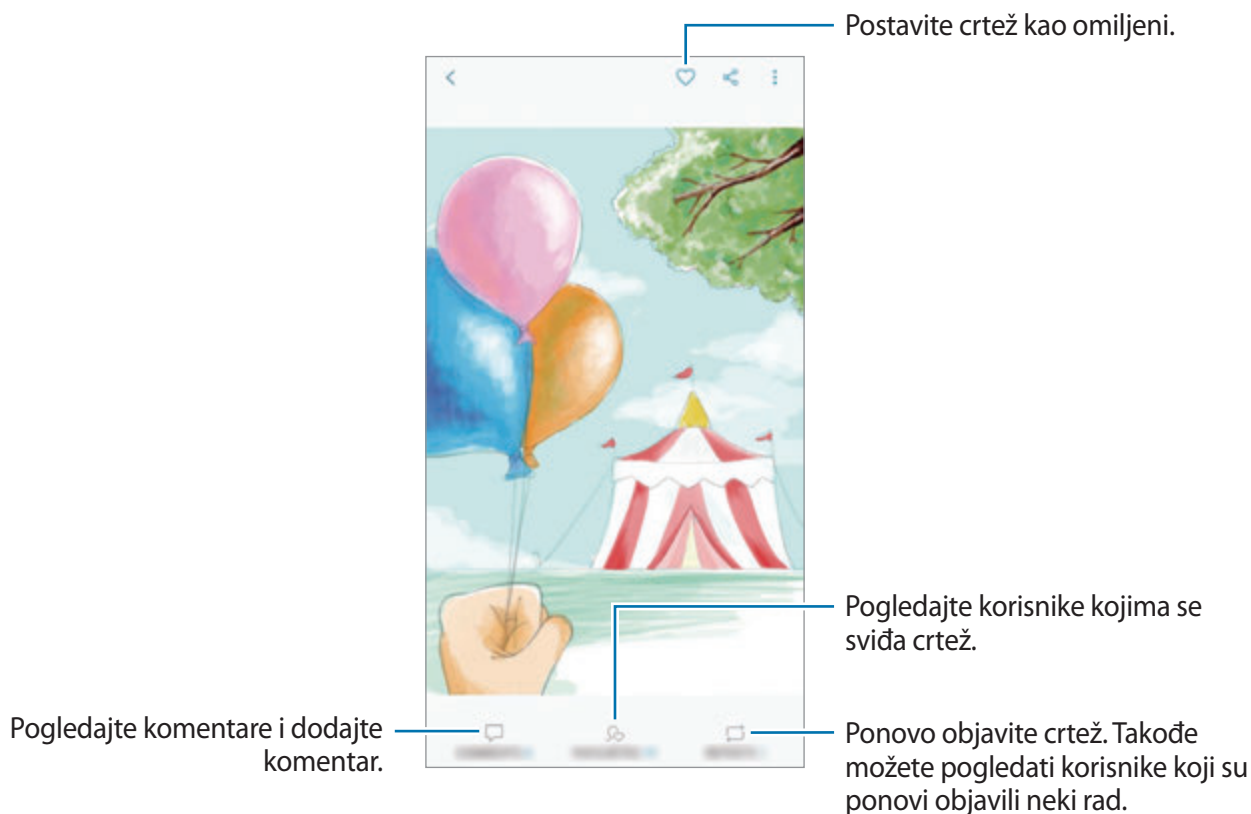 Postavite crtež kao omiljeni.
Pogledajte korisnike kojima se
sviđa crtež.
Pogledajte komentare i dodajte
komentar.
Ponovo objavite crtež. Takođe
možete pogledati korisnike koji su
ponovi objavili neki rad.